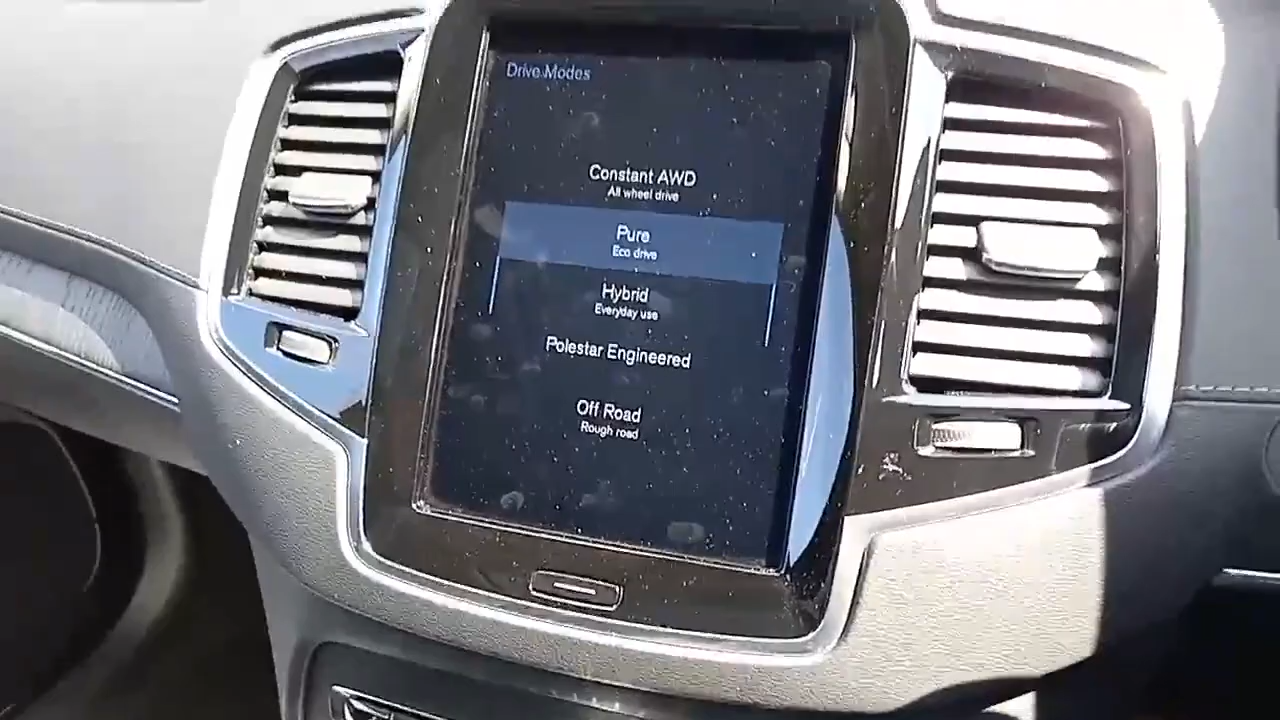 Drive Modes
Constant AWD
All wheel drive
Pure
Eco drive
Hybrid
Everyday use
Polestar Engineered
Off Road
Rough road